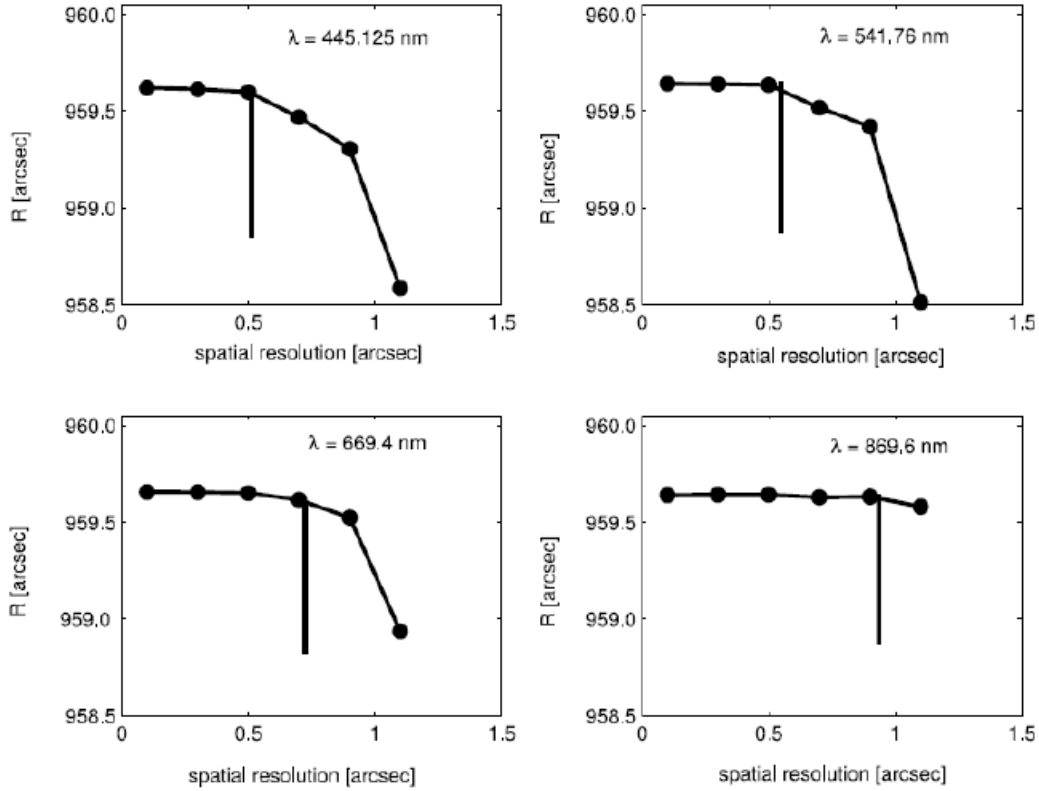 960.0
λ = 445.125 nm
959.5
R [arcsec]
959.0
958.5
0 0.5 1 1.5
spatial resolution [arcsec]
960.0
λ = 541.76 nm
959.5
R [arcsec]
959.0
958.5
0 0.5 1 1.5
spatial resolution [arcsec]
960.0
λ = 669.4 nm
959.5
R [arcsec]
959.0
958.5
0 0.5 1 1.5
spatial resolution [arcsec]
960.0
λ = 869.6 nm
959.5
R [arcsec]
959.0
958.5
0 0.5 1 1.5
spatial resolution [arcsec]